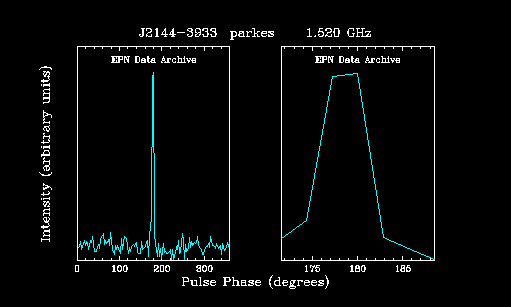 J2144-3933 parkes 1.520 GHz
EPN Data Archive EPN Data Archive
Intensity (arbitrary units)
0 100 200 300 175 180 185
Pulse Phase (degrees)